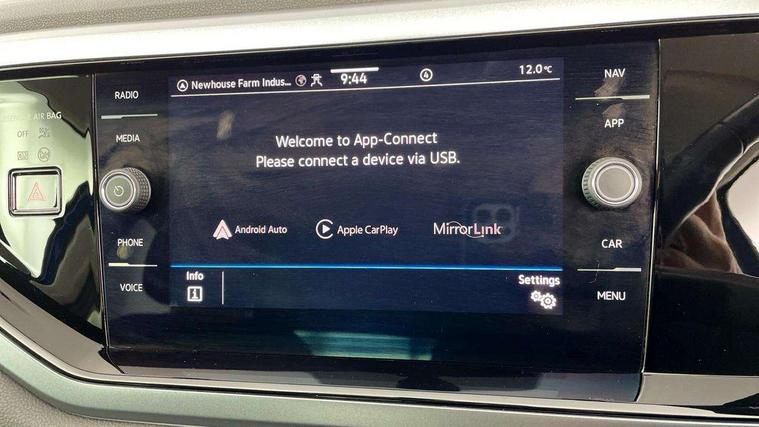 Newhouse Farm Indus...
9:44
4
12.0°C
Welcome to App-Connect
Please connect a device via USB.
Android Auto
Apple CarPlay
MirrorLink
Info
Settings
RADIO
MEDIA
PHONE
VOICE
NAV
APP
CAR
MENU
AIR BAG
OFF